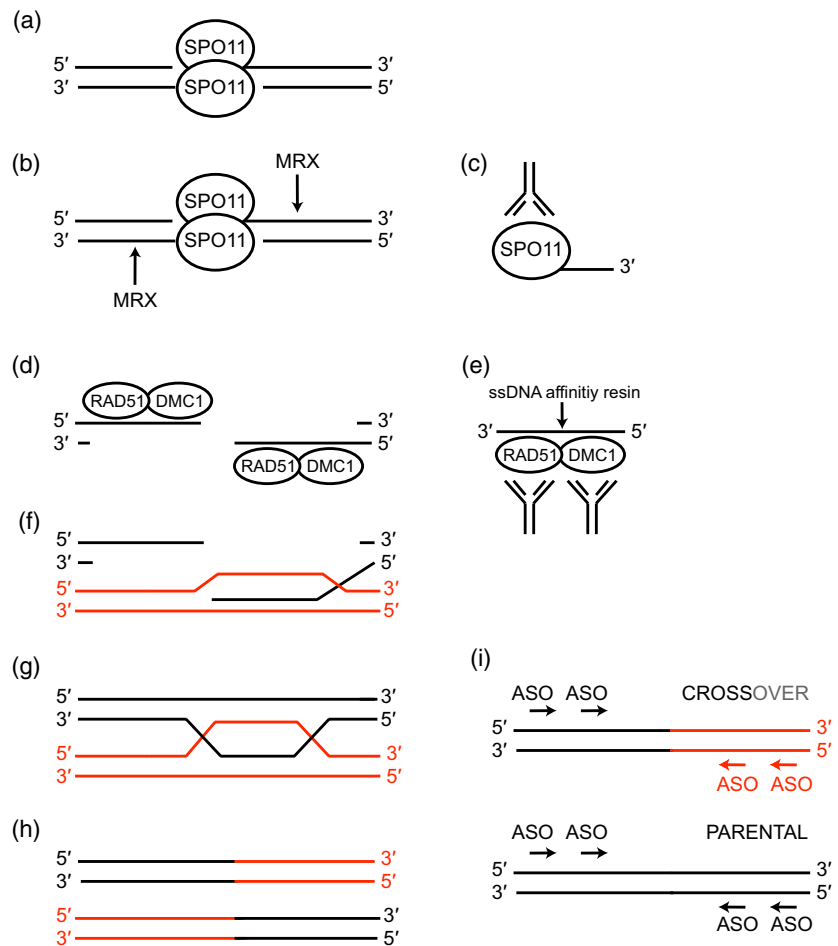 (a)
SPO11
5′ 3′
SPO11
3′ 5′
(b)
MRX
SPO11
5′ 3′
SPO11
3′ 5′
MRX
(c)
SPO11
3′
(d)
RAD51 DMC1
5′ 3′
3′ 5′
RAD51 DMC1
(e)
ssDNA affinitiy resin
3′ 5′
RAD51 DMC1
(f)
5′ 3′
3′ 5′
5′ 3′
3′ 5′
(g)
5′ 3′
3′
5′ 3′
3′ 5′
(h)
5′ 3′
3′ 5′
5′ 3′
3′ 5′
(i)
ASO ASO CROSSOVER
5′ 3′
3′ 5′
ASO ASO
ASO ASO PARENTAL
5′ 3′
3′ 5′
ASO ASO